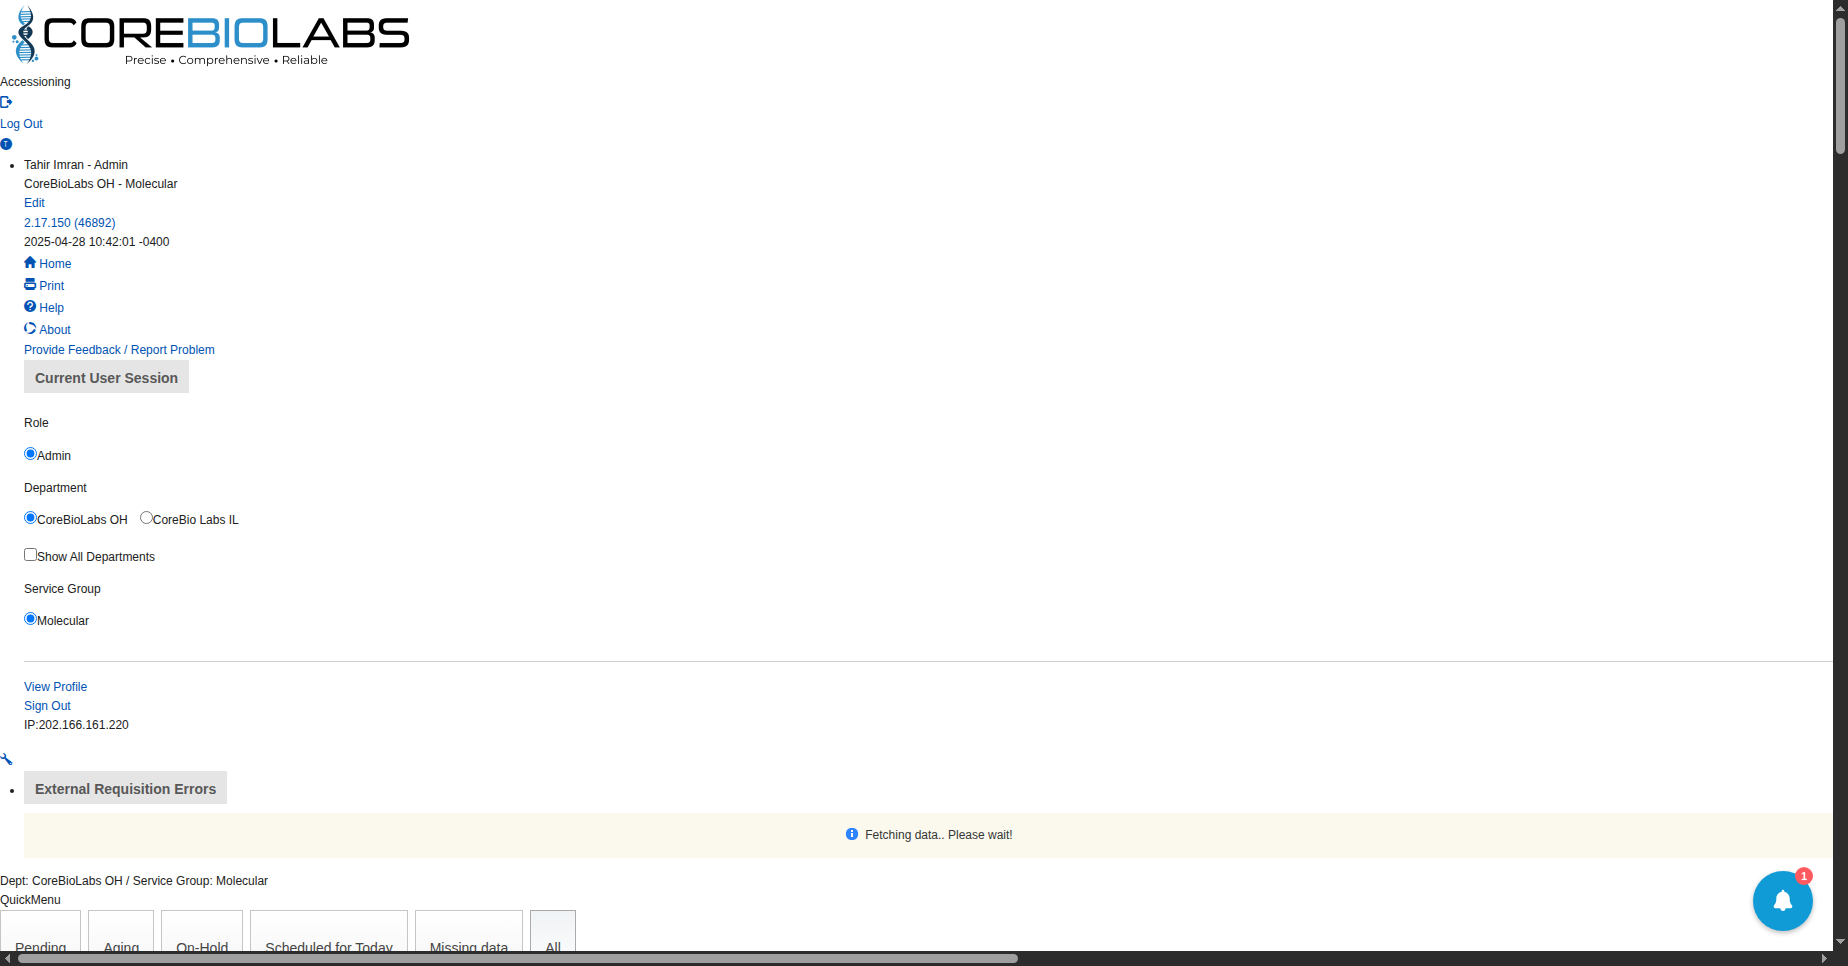 COREBIOLABS
Precise • Comprehensive • Reliable
Accessioning
Log Out
T
Tahir Imran - Admin
CoreBioLabs OH - Molecular
Edit
2.17.150 (46892)
2025-04-28 10:42:01 -0400
Home
Print
Help
About
Provide Feedback / Report Problem
Current User Session
Role
Admin
Department
CoreBioLabs OH CoreBio Labs IL
Show All Departments
Service Group
Molecular
View Profile
Sign Out
IP:202.166.161.220
External Requisition Errors
Fetching data.. Please wait!
Dept: CoreBioLabs OH / Service Group: Molecular
1
QuickMenu
Pending Aging On-Hold Scheduled for Today Missing data All